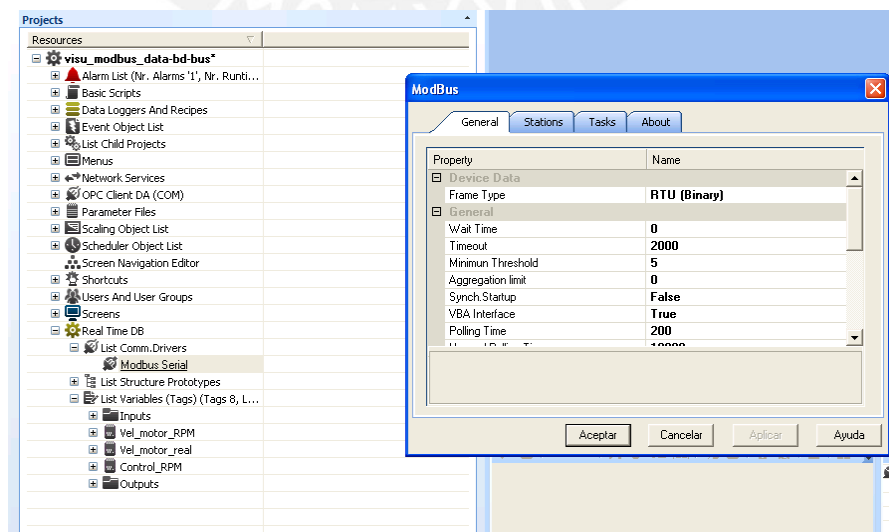 Projects
Resources
visu_modbus_data-bd-bus*
Alarm List (Nr. Alarms '1', Nr. Runti...
Basic Scripts
Data Loggers And Recipes
Event Object List
List Child Projects
Menus
Network Services
OPC Client DA (COM)
Parameter Files
Scaling Object List
Scheduler Object List
Screen Navigation Editor
Shortcuts
Users And User Groups
Screens
Real Time DB
List Comm.Drivers
Modbus Serial
List Structure Prototypes
List Variables (Tags) (Tags 8, L...
Inputs
Vel_motor_RPM
Vel_motor_real
Control_RPM
Outputs
ModBus
General Stations Tasks About
Property Name
Device Data
Frame Type RTU (Binary)
General
Wait Time 0
Timeout 2000
Minimun Threshold 5
Aggregation limit 0
Synch.Startup False
VBA Interface True
Polling Time 200
10000
Aceptar Cancelar Aplicar Ayuda